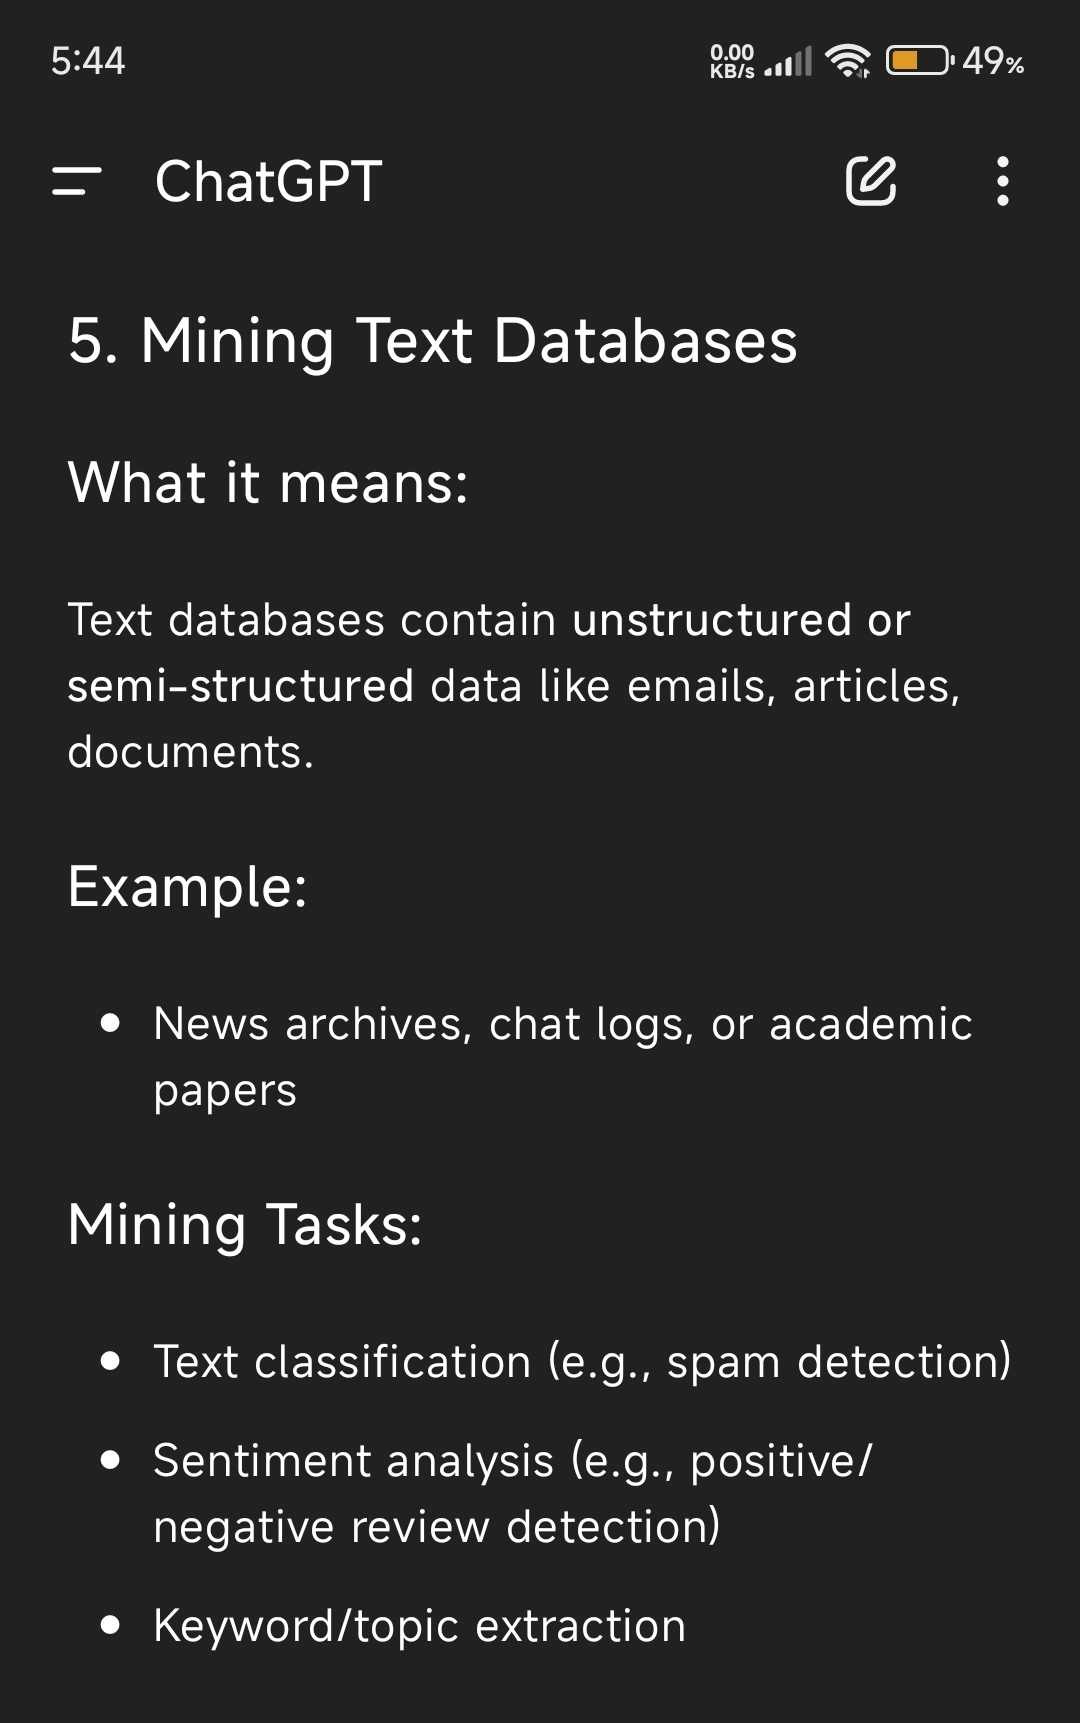 5:44
0.00
KB/s
49%
ChatGPT
5. Mining Text Databases
What it means:
Text databases contain unstructured or
semi-structured data like emails, articles,
documents.
Example:
• News archives, chat logs, or academic
papers
Mining Tasks:
• Text classification (e.g., spam detection)
• Sentiment analysis (e.g., positive/
negative review detection)
• Keyword/topic extraction